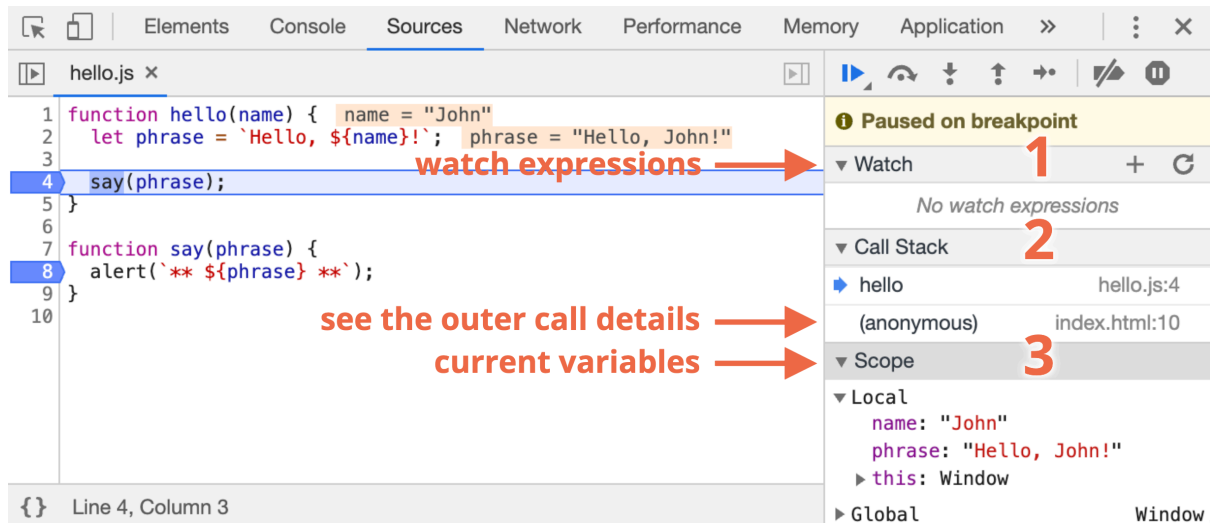 Elements Console Sources Network Performance Memory Application »
hello.js ×
Paused on breakpoint
1 function hello(name) { name = "John"
2 let phrase = `Hello, ${name}!`; phrase = "Hello, John!"
3
4 say(phrase);
5 }
6
7 function say(phrase) {
8 alert(`** ${phrase} **`);
9 }
10
watch expressions
see the outer call details
current variables
{} Line 4, Column 3
1
Watch
No watch expressions
2
Call Stack
hello hello.js:4
(anonymous) index.html:10
3
Scope
Local
name: "John"
phrase: "Hello, John!"
this: Window
Global Window